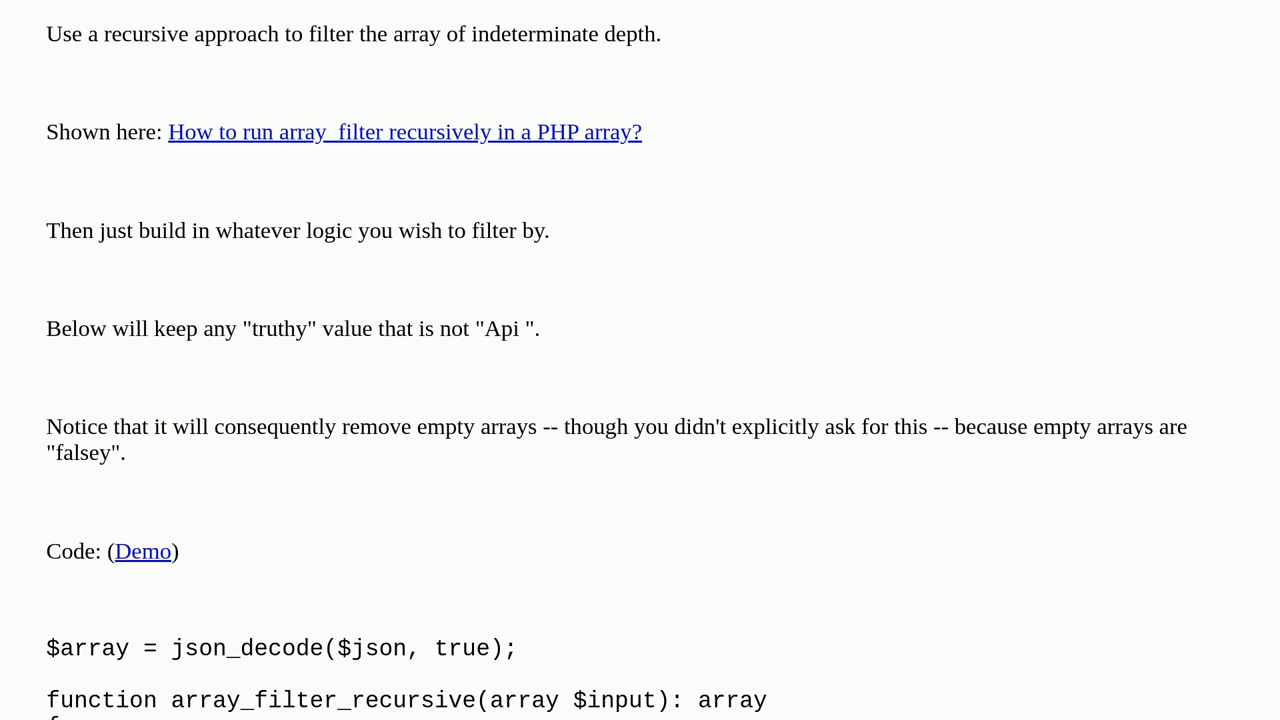 Use a recursive approach to filter the array of indeterminate depth.
Shown here: How to run array_filter recursively in a PHP array?
Then just build in whatever logic you wish to filter by.
Below will keep any "truthy" value that is not "Api ".
Notice that it will consequently remove empty arrays -- though you didn't explicitly ask for this -- because empty arrays are
"falsey".
Code: (Demo)
$array = json_decode($json, true);
function array_filter_recursive(array $input): array
{